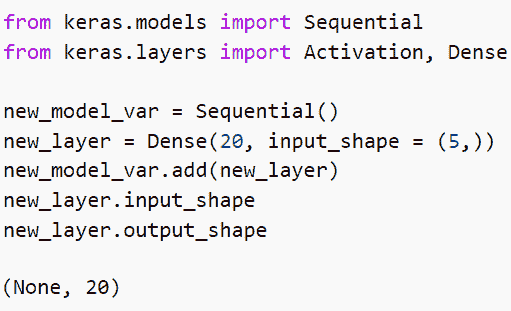 from keras.models import Sequential
from keras.layers import Activation, Dense
new_model_var = Sequential()
new_layer = Dense(20, input_shape = (5,))
new_model_var.add(new_layer)
new_layer.input_shape
new_layer.output_shape
(None, 20)